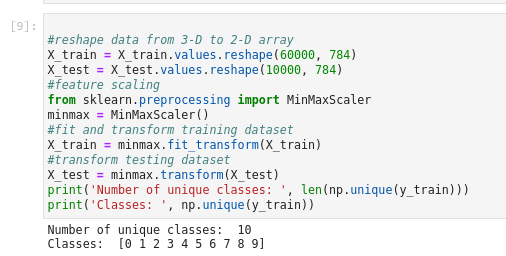 [9]:
#reshape data from 3-D to 2-D array
X_train = X_train.values.reshape(60000, 784)
X_test = X_test.values.reshape(10000, 784)
#feature scaling
from sklearn.preprocessing import MinMaxScaler
minmax = MinMaxScaler()
#fit and transform training dataset
X_train = minmax.fit_transform(X_train)
#transform testing dataset
X_test = minmax.transform(X_test)
print('Number of unique classes: ', len(np.unique(y_train)))
print('Classes: ', np.unique(y_train))
Number of unique classes:  10
Classes:  [0 1 2 3 4 5 6 7 8 9]